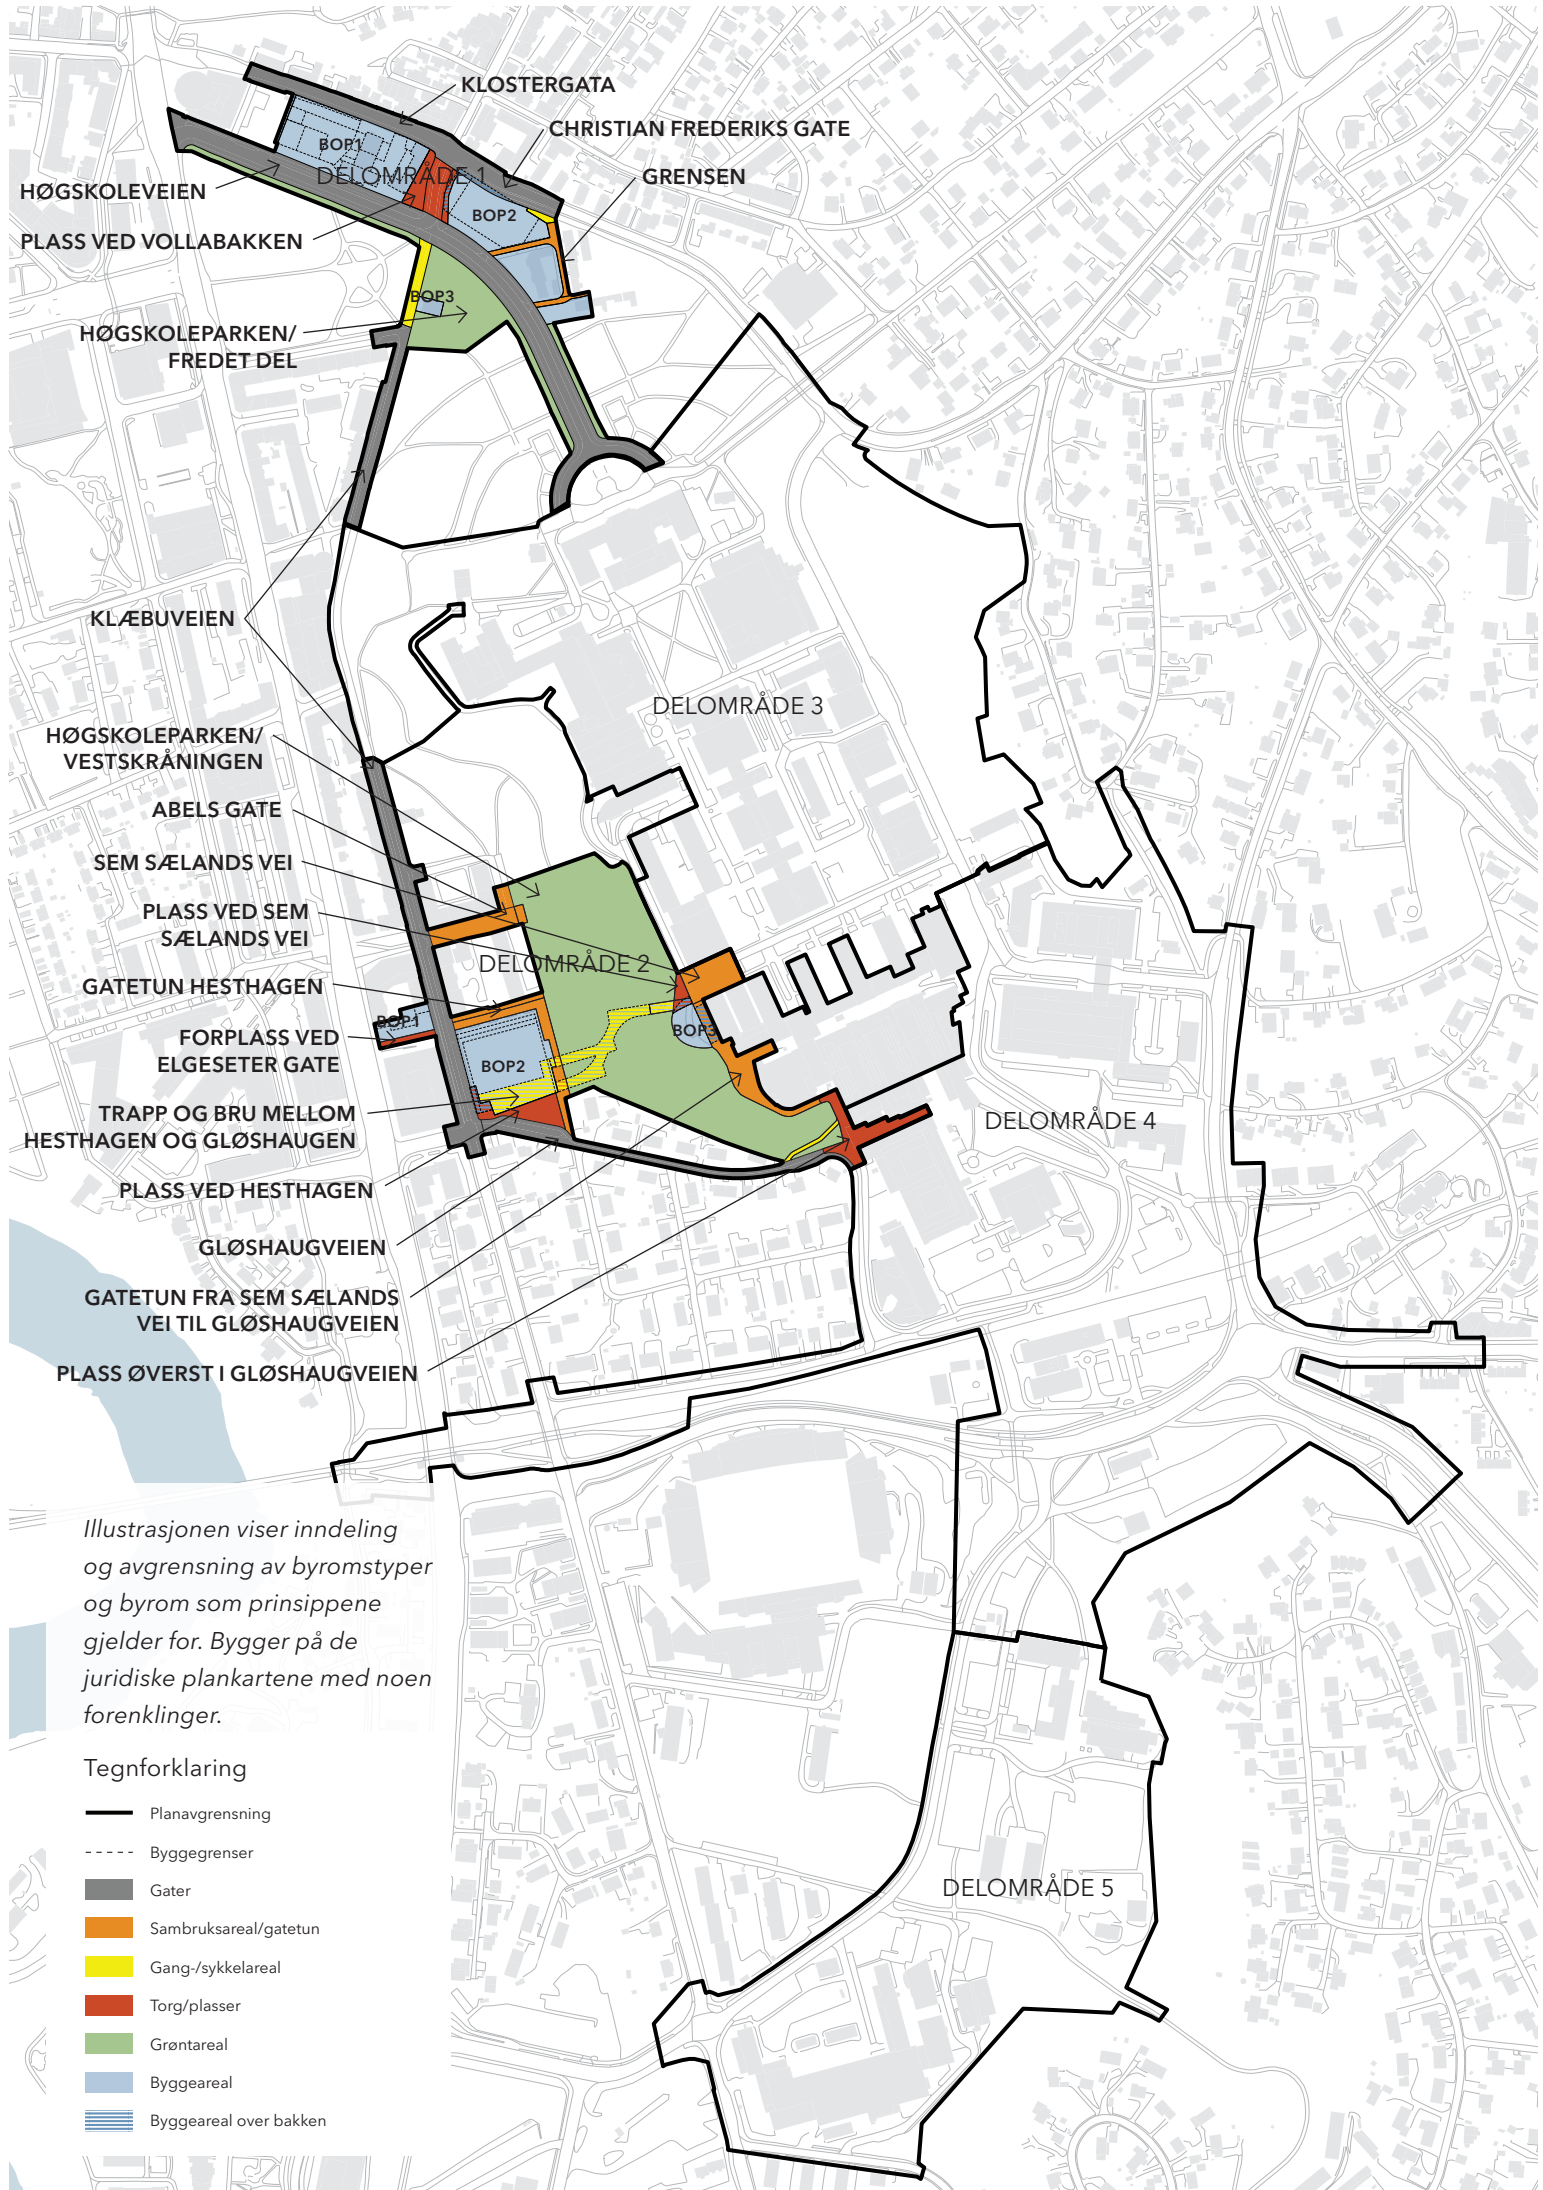 KLOSTERGATA
CHRISTIAN FREDERIKS GATE
BOP1
DELOMRÅDE 1
GRENSEN
HØGSKOLEVEIEN
BOP2
PLASS VED VOLLABAKKEN
BOP3
HØGSKOLEPARKEN/
FREDET DEL
KLÆBUVEIEN
DELOMRÅDE 3
HØGSKOLEPARKEN/
VESTSKRÅNINGEN
ABELS GATE
SEM SÆLANDS VEI
PLASS VED SEM
SÆLANDS VEI
DELOMRÅDE 2
GATETUN HESTHAGEN
BOP1
BOP3
FORPLASS VED
ELGESETER GATE
BOP2
TRAPP OG BRU MELLOM
HESTHAGEN OG GLØSHAUGEN
DELOMRÅDE 4
PLASS VED HESTHAGEN
GLØSHAUGVEIEN
GATETUN FRA SEM SÆLANDS
VEI TIL GLØSHAUGVEIEN
PLASS ØVERST I GLØSHAUGVEIEN
Illustrasjonen viser inndeling
og avgrensning av byromstyper
og byrom som prinsippene
gjelder for. Bygger på de
juridiske plankartene med noen
forenklinger.
Tegnforklaring
Planavgrensning
Byggegrenser
Gater
Sambruksareal/gatetun
Gang-/sykkelareal
Torg/plasser
Grøntareal
Byggeareal
Byggeareal over bakken
DELOMRÅDE 5